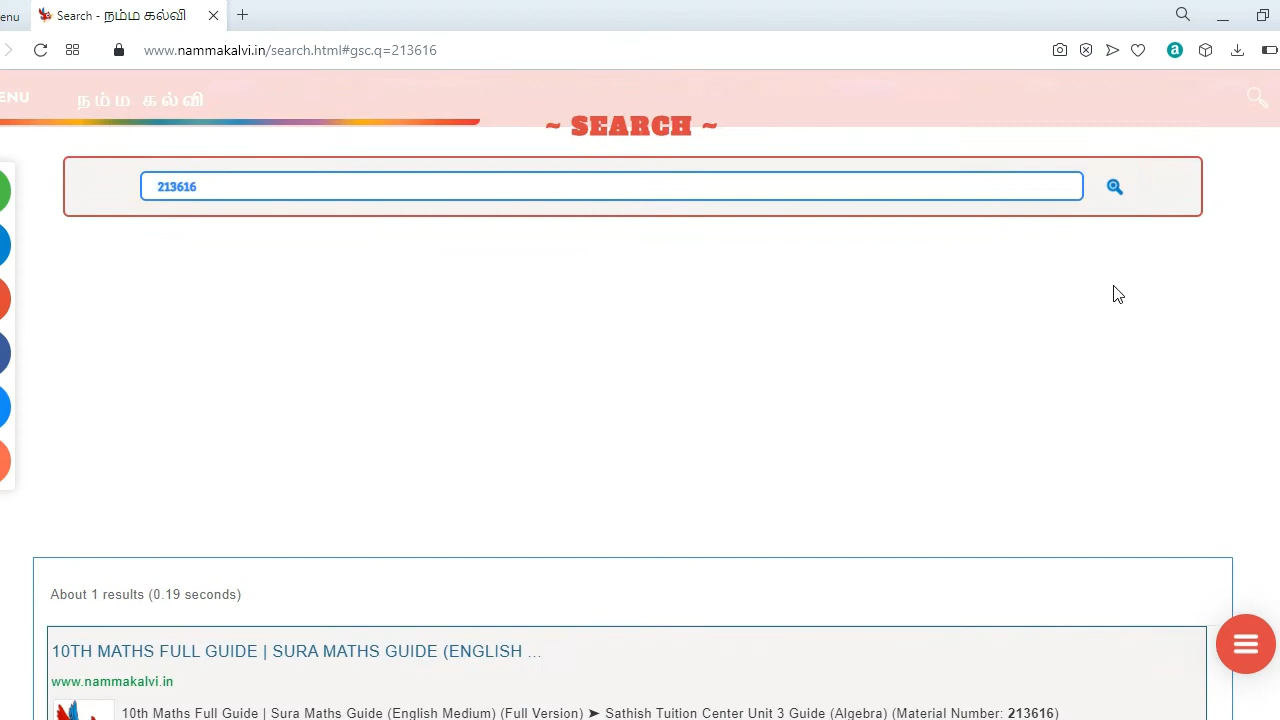 enu
Search - நம்ம கல்வி
www.nammakalvi.in/search.html#gsc.q=213616
ENU
நம்ம கல்வி
~ SEARCH ~
213616
About 1 results (0.19 seconds)
10TH MATHS FULL GUIDE | SURA MATHS GUIDE (ENGLISH ...
www.nammakalvi.in
10th Maths Full Guide | Sura Maths Guide (English Medium) (Full Version) ➤ Sathish Tuition Center Unit 3 Guide (Algebra) (Material Number: 213616)